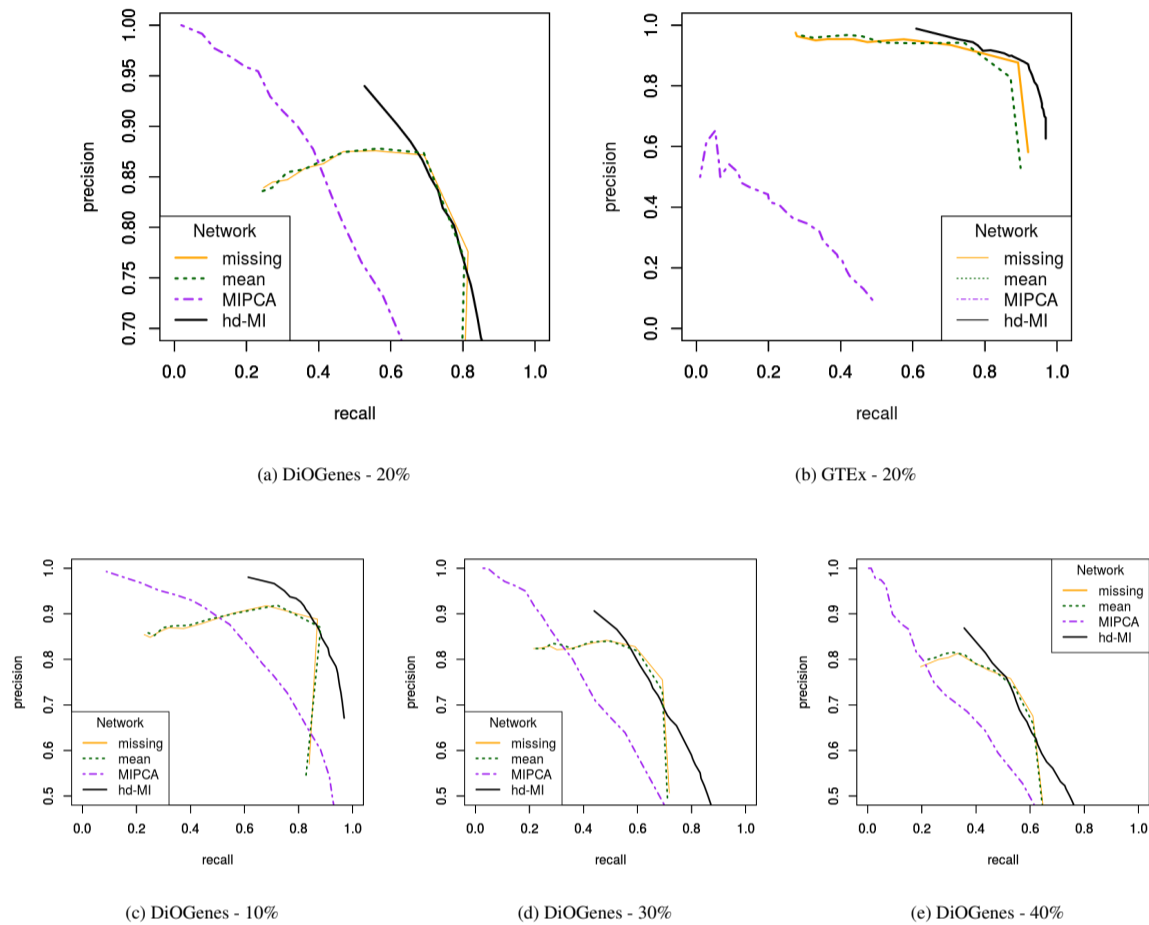 1.00
0.95
0.90
0.85
0.80
0.75
0.70
precision
Network
missing
mean
MIPCA
hd-MI
0.0 0.2 0.4 0.6 0.8 1.0
recall
(a) DiOGenes - 20%
1.0
0.8
0.6
0.4
0.2
0.0
precision
Network
missing
mean
MIPCA
hd-MI
0.0 0.2 0.4 0.6 0.8 1.0
recall
(b) GTEx - 20%
1.0
0.9
0.8
0.7
0.6
0.5
precision
Network
missing
mean
MIPCA
hd-MI
0.0 0.2 0.4 0.6 0.8 1.0
recall
(c) DiOGenes - 10%
1.0
0.9
0.8
0.7
0.6
0.5
precision
Network
missing
mean
MIPCA
hd-MI
0.0 0.2 0.4 0.6 0.8 1.0
recall
(d) DiOGenes - 30%
1.0
0.9
0.8
0.7
0.6
0.5
precision
Network
missing
mean
MIPCA
hd-MI
0.0 0.2 0.4 0.6 0.8 1.0
recall
(e) DiOGenes - 40%